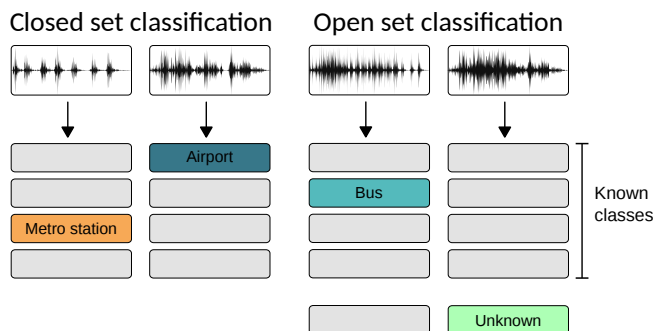 Closed set classification
Open set classification
Airport
Bus
Metro station
Known
classes
Unknown